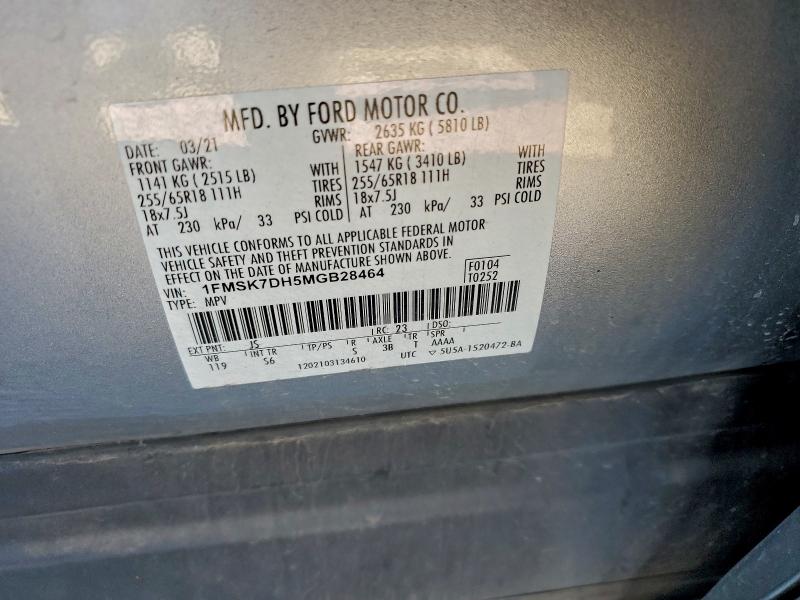 MFD. BY FORD MOTOR CO.
DATE: 03/21 GVWR: 2635 KG ( 5810 LB)
FRONT GAWR: REAR GAWR:
1141 KG ( 2515 LB) WITH 1547 KG ( 3410 LB) WITH
255/65R18 111H TIRES 255/65R18 111H TIRES
18x7.5J RIMS 18x7.5J RIMS
AT 230 kPa/ 33 PSI COLD AT 230 kPa/ 33 PSI COLD
THIS VEHICLE CONFORMS TO ALL APPLICABLE FEDERAL MOTOR
VEHICLE SAFETY AND THEFT PREVENTION STANDARDS IN
EFFECT ON THE DATE OF MANUFACTURE SHOWN ABOVE.
VIN: 1FMSK7DH5MGB28464 F0104
TYPE: MPV T0252
EXT PNT: JS RC: 23 DSO:
WB INT TR TP/PS R AXLE TR SPR
119 S6 S 3B T AAAA
1202103134610 UTC ▽ 5U5A-1520472-BA